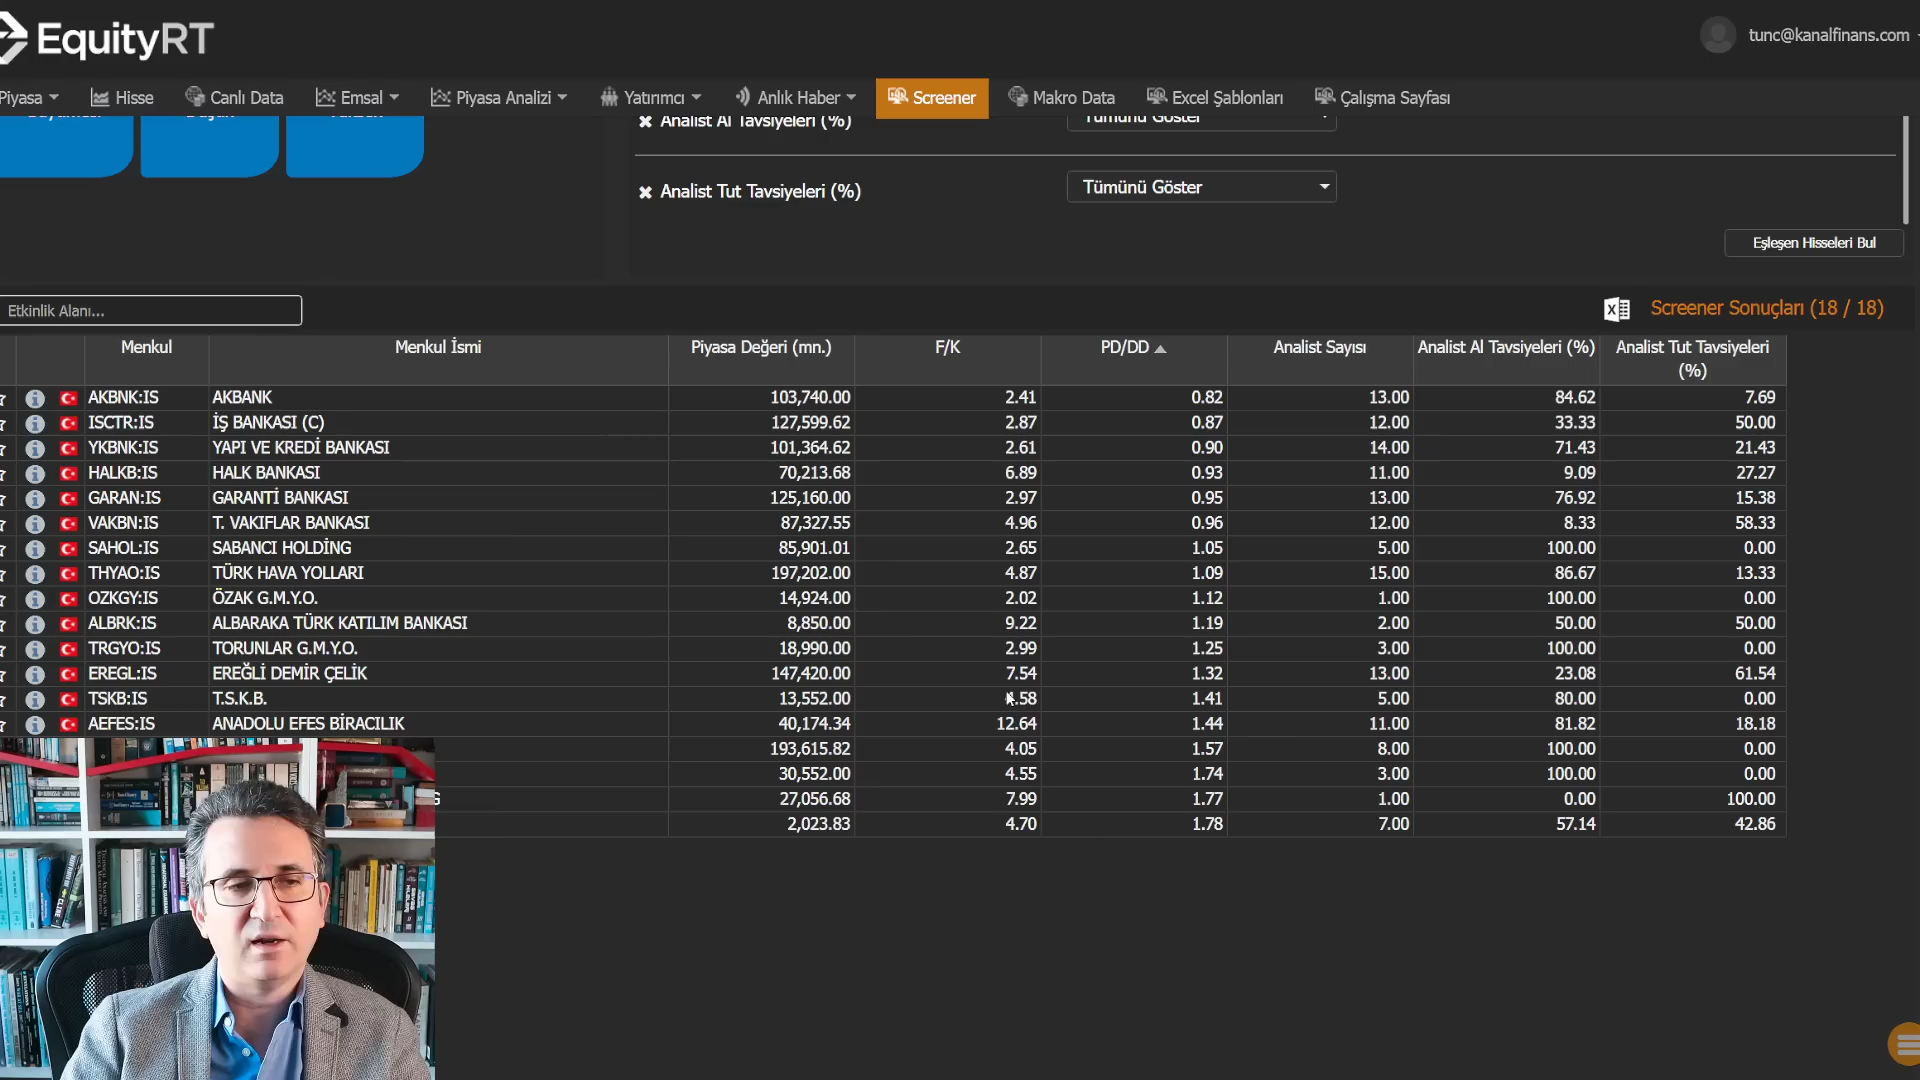 EquityRT
tunc@kanalfinans.com
Piyasa
Hisse
Canlı Data
Emsal
Piyasa Analizi
Yatırımcı
Anlık Haber
Screener
Makro Data
Excel Şablonları
Çalışma Sayfası
Analist Al Tavsiyeleri (%)
Tümünü Göster
Analist Tut Tavsiyeleri (%)
Tümünü Göster
Eşleşen Hisseleri Bul
Etkinlik Alanı...
Screener Sonuçları (18 / 18)
Menkul Menkul İsmi Piyasa Değeri (mn.) F/K PD/DD Analist Sayısı Analist Al Tavsiyeleri (%) Analist Tut Tavsiyeleri
(%)
AKBNK:IS AKBANK 103,740.00 2.41 0.82 13.00 84.62 7.69
ISCTR:IS İŞ BANKASI (C) 127,599.62 2.87 0.87 12.00 33.33 50.00
YKBNK:IS YAPI VE KREDİ BANKASI 101,364.62 2.61 0.90 14.00 71.43 21.43
HALKB:IS HALK BANKASI 70,213.68 6.89 0.93 11.00 9.09 27.27
GARAN:IS GARANTİ BANKASI 125,160.00 2.97 0.95 13.00 76.92 15.38
VAKBN:IS T. VAKIFLAR BANKASI 87,327.55 4.96 0.96 12.00 8.33 58.33
SAHOL:IS SABANCI HOLDİNG 85,901.01 2.65 1.05 5.00 100.00 0.00
THYAO:IS TÜRK HAVA YOLLARI 197,202.00 4.87 1.09 15.00 86.67 13.33
OZKGY:IS ÖZAK G.M.Y.O. 14,924.00 2.02 1.12 1.00 100.00 0.00
ALBRK:IS ALBARAKA TÜRK KATILIM BANKASI 8,850.00 9.22 1.19 2.00 50.00 50.00
TRGYO:IS TORUNLAR G.M.Y.O. 18,990.00 2.99 1.25 3.00 100.00 0.00
EREGL:IS EREĞLİ DEMİR ÇELİK 147,420.00 7.54 1.32 13.00 23.08 61.54
TSKB:IS T.S.K.B. 13,552.00 .58 1.41 5.00 80.00 0.00
AEFES:IS ANADOLU EFES BİRACILIK 40,174.34 12.64 1.44 11.00 81.82 18.18
193,615.82 4.05 1.57 8.00 100.00 0.00
30,552.00 4.55 1.74 3.00 100.00 0.00
G 27,056.68 7.99 1.77 1.00 0.00 100.00
2,023.83 4.70 1.78 7.00 57.14 42.86